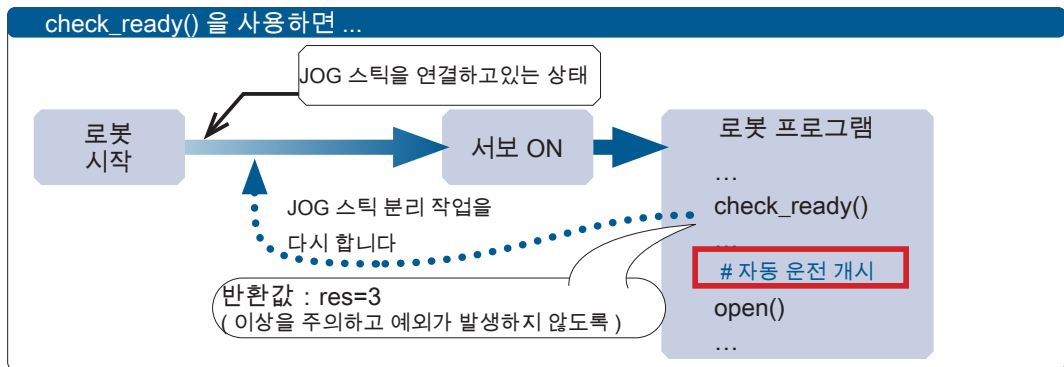 check_ready() 을 사용하면 ...
JOG 스틱을 연결하고있는 상태
로봇
시작
서보 ON
로봇 프로그램
…
check_ready()
…
# 자동 운전 개시
open()
…
JOG 스틱 분리 작업을
다시 합니다
반환값 : res=3
( 이상을 주의하고 예외가 발생하지 않도록 )